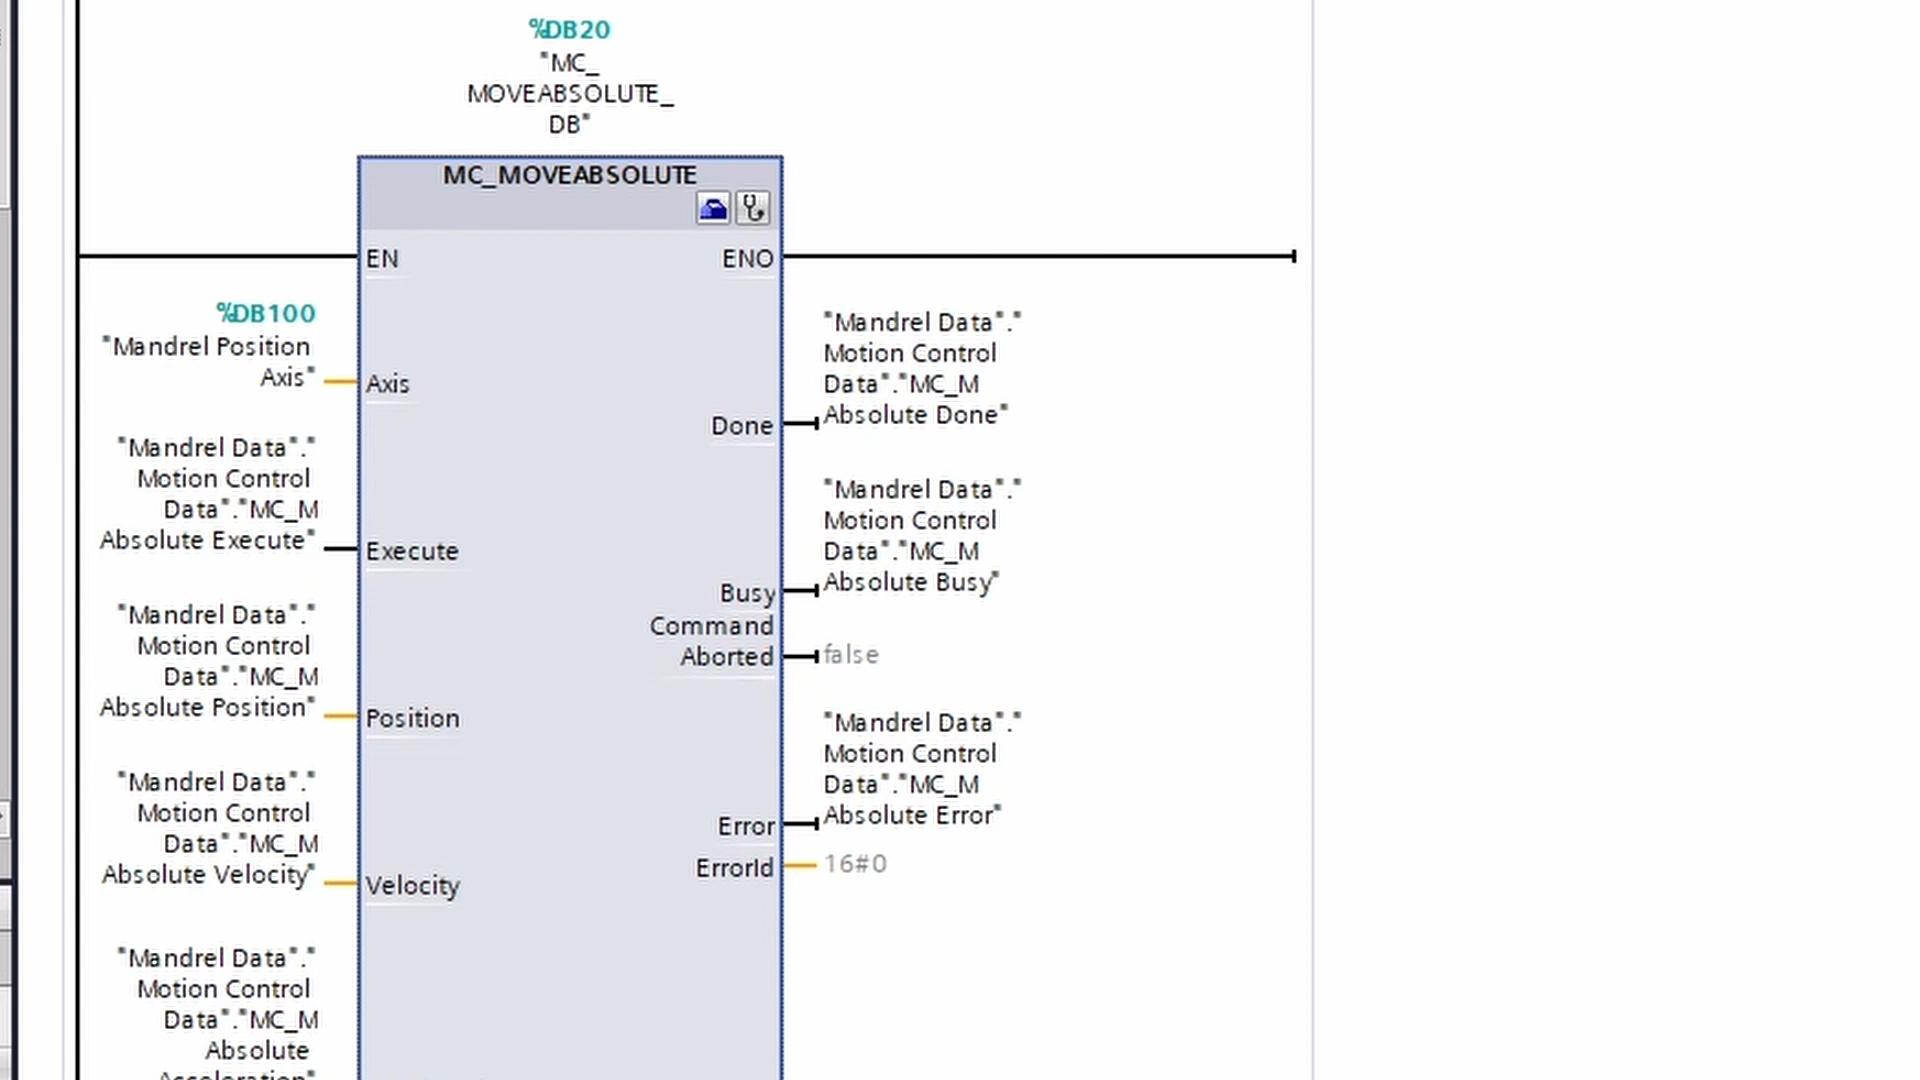 %DB20
"MC_
MOVEABSOLUTE_
DB"
MC_MOVEABSOLUTE
EN
ENO
%DB100
"Mandrel Position
Axis"
Axis
"Mandrel Data"."
Motion Control
Data"."MC_M
Absolute Done"
Done
"Mandrel Data"."
Motion Control
Data"."MC_M
Absolute Execute"
Execute
"Mandrel Data"."
Motion Control
Data"."MC_M
Absolute Busy"
Busy
"Mandrel Data"."
Motion Control
Data"."MC_M
Absolute Position"
Position
Command
Aborted
false
"Mandrel Data"."
Motion Control
Data"."MC_M
Absolute Error"
Error
"Mandrel Data"."
Motion Control
Data"."MC_M
Absolute Velocity"
Velocity
ErrorId
16#0
"Mandrel Data"."
Motion Control
Data"."MC_M
Absolute
Acceleration"